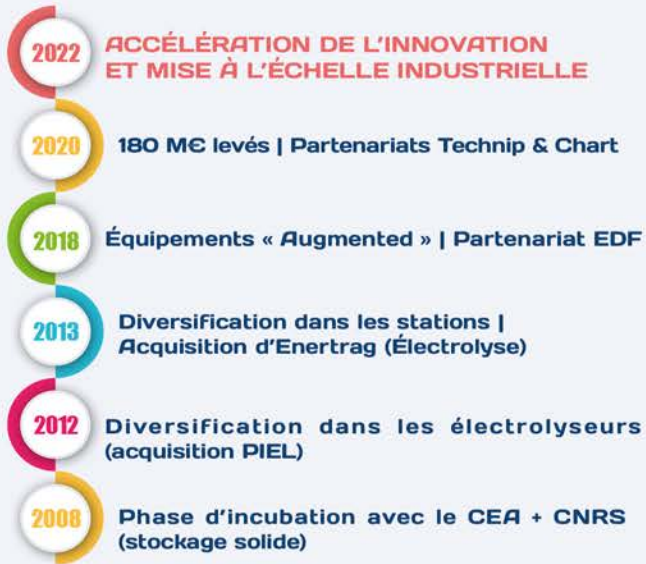 2022
ACCÉLÉRATION DE L'INNOVATION
ET MISE À L'ÉCHELLE INDUSTRIELLE
2020
180 M€ levés | Partenariats Technip & Chart
2018
Équipements « Augmented » | Partenariat EDF
2013
Diversification dans les stations |
Acquisition d'Enertrag (Électrolyse)
2012
Diversification dans les électrolyseurs
(acquisition PIEL)
2008
Phase d'incubation avec le CEA + CNRS
(stockage solide)